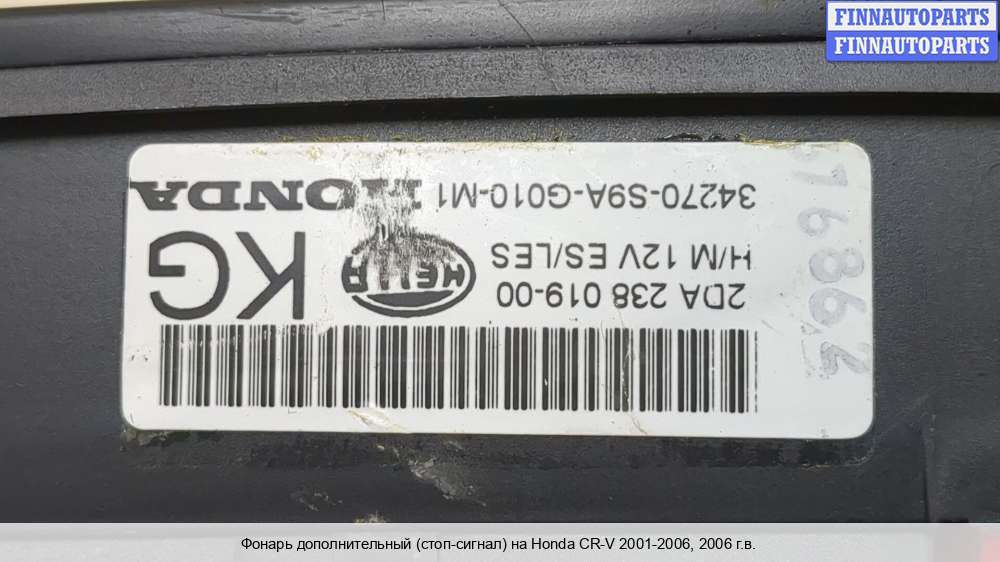 FINNAUTOPARTS
FINNAUTOPARTS
2DA 238 019-00
H/M 12V ES/LES
34270-S9A-G010-M1
HELLA
KG
HONDA
Фонарь дополнительный (стоп-сигнал) на Honda CR-V 2001-2006, 2006 г.в.